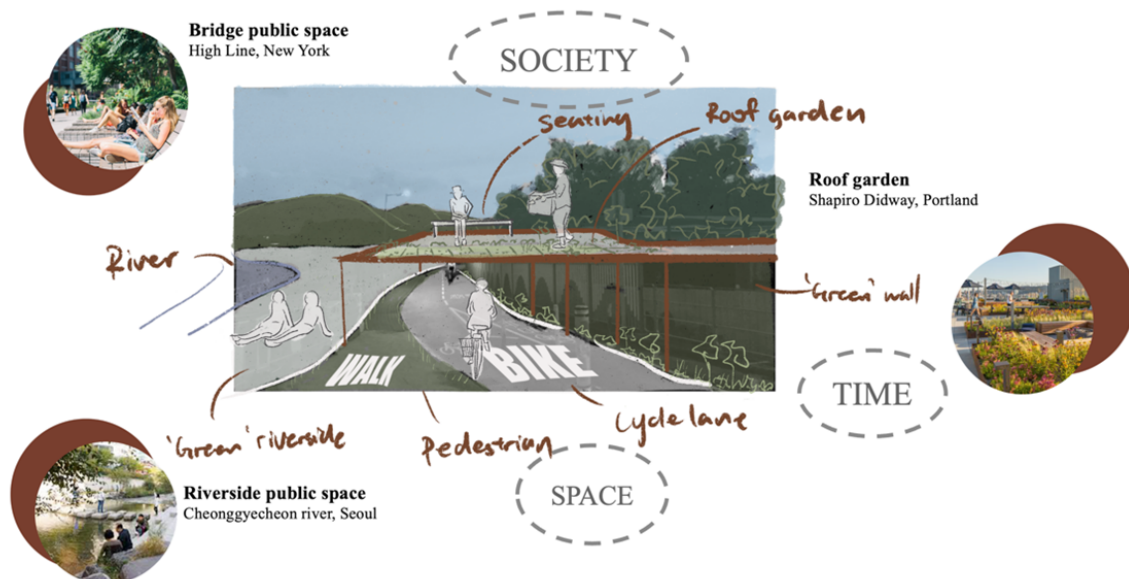 Bridge public space
High Line, New York
SOCIETY
seating
Roof garden
Roof garden
Shapiro Didway, Portland
River
'Green' wall
WALK
BIKE
TIME
'Green' riverside
Pedestrian
Cycle lane
SPACE
Riverside public space
Cheonggyecheon river, Seoul